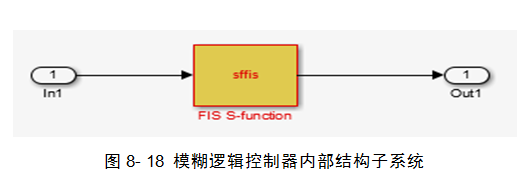 1
In1
sffis
FIS S-function
1
Out1
图 8- 18 模糊逻辑控制器内部结构子系统